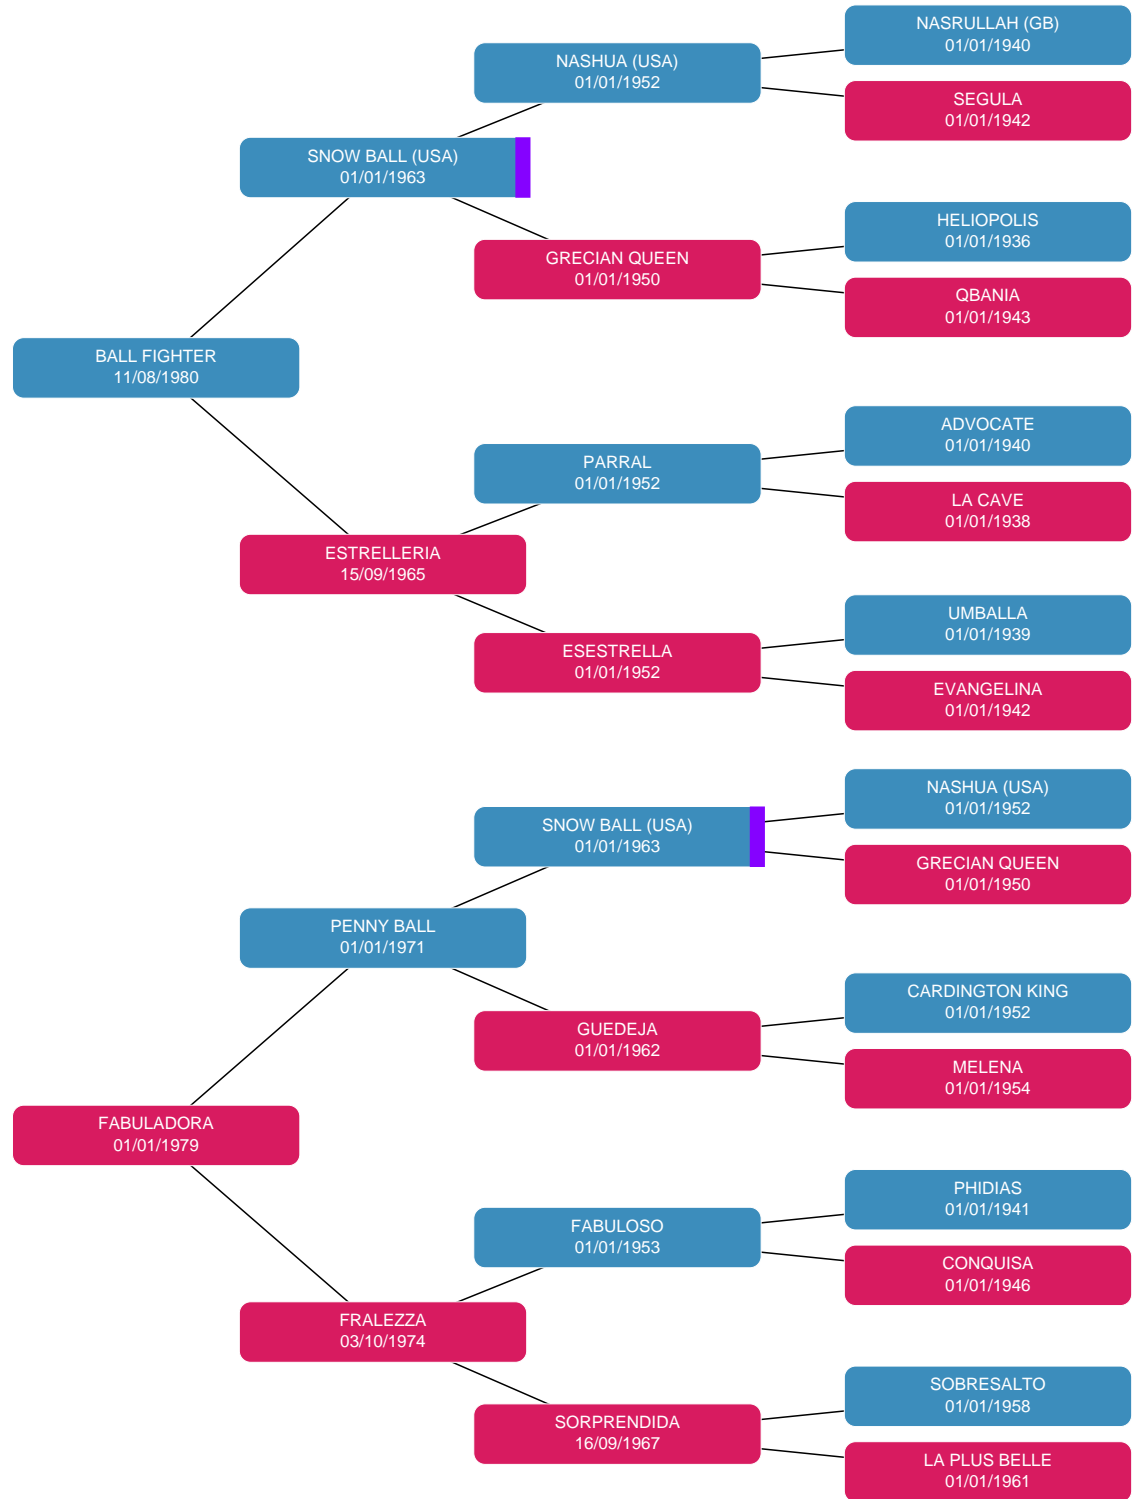 NASRULLAH (GB)
01/01/1940
NASHUA (USA)
01/01/1952
SEGULA
01/01/1942
SNOW BALL (USA)
01/01/1963
HELIOPOLIS
01/01/1936
GRECIAN QUEEN
01/01/1950
QBANIA
01/01/1943
BALL FIGHTER
11/08/1980
ADVOCATE
01/01/1940
PARRAL
01/01/1952
LA CAVE
01/01/1938
ESTRELLERIA
15/09/1965
UMBALLA
01/01/1939
ESESTRELLA
01/01/1952
EVANGELINA
01/01/1942
NASHUA (USA)
01/01/1952
SNOW BALL (USA)
01/01/1963
GRECIAN QUEEN
01/01/1950
PENNY BALL
01/01/1971
CARDINGTON KING
01/01/1952
GUEDEJA
01/01/1962
MELENA
01/01/1954
FABULADORA
01/01/1979
PHIDIAS
01/01/1941
FABULOSO
01/01/1953
CONQUISA
01/01/1946
FRALEZZA
03/10/1974
SOBRESALTO
01/01/1958
SORPRENDIDA
16/09/1967
LA PLUS BELLE
01/01/1961